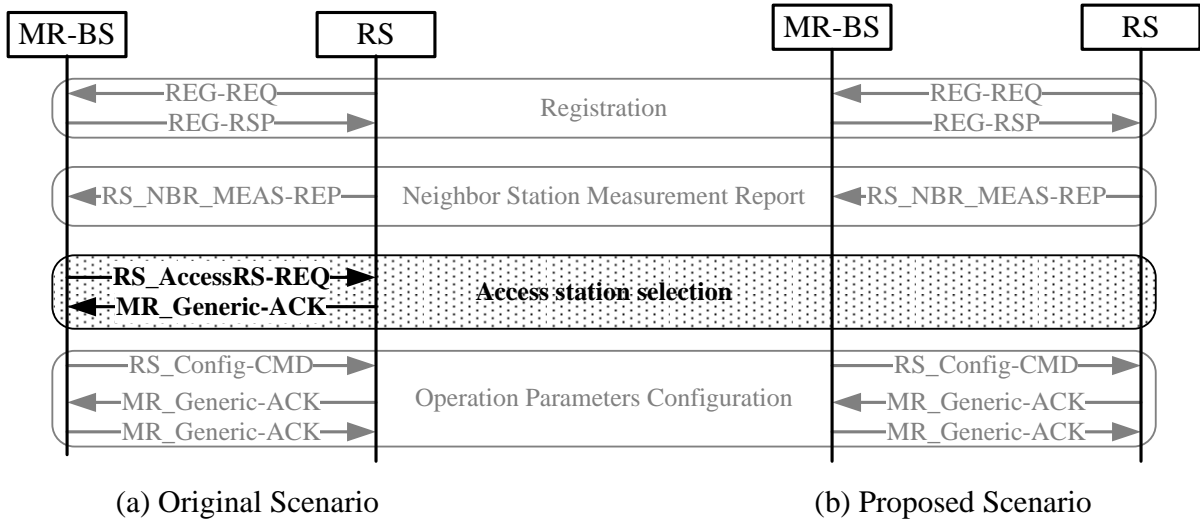 MR-BS RS MR-BS RS
REG-REQ Registration REG-REQ
REG-RSP REG-RSP
RS_NBR_MEAS-REP Neighbor Station Measurement Report RS_NBR_MEAS-REP
RS_AccessRS-REQ
Access station selection
MR_Generic-ACK
RS_Config-CMD RS_Config-CMD
MR_Generic-ACK Operation Parameters Configuration MR_Generic-ACK
MR_Generic-ACK MR_Generic-ACK
(a) Original Scenario (b) Proposed Scenario